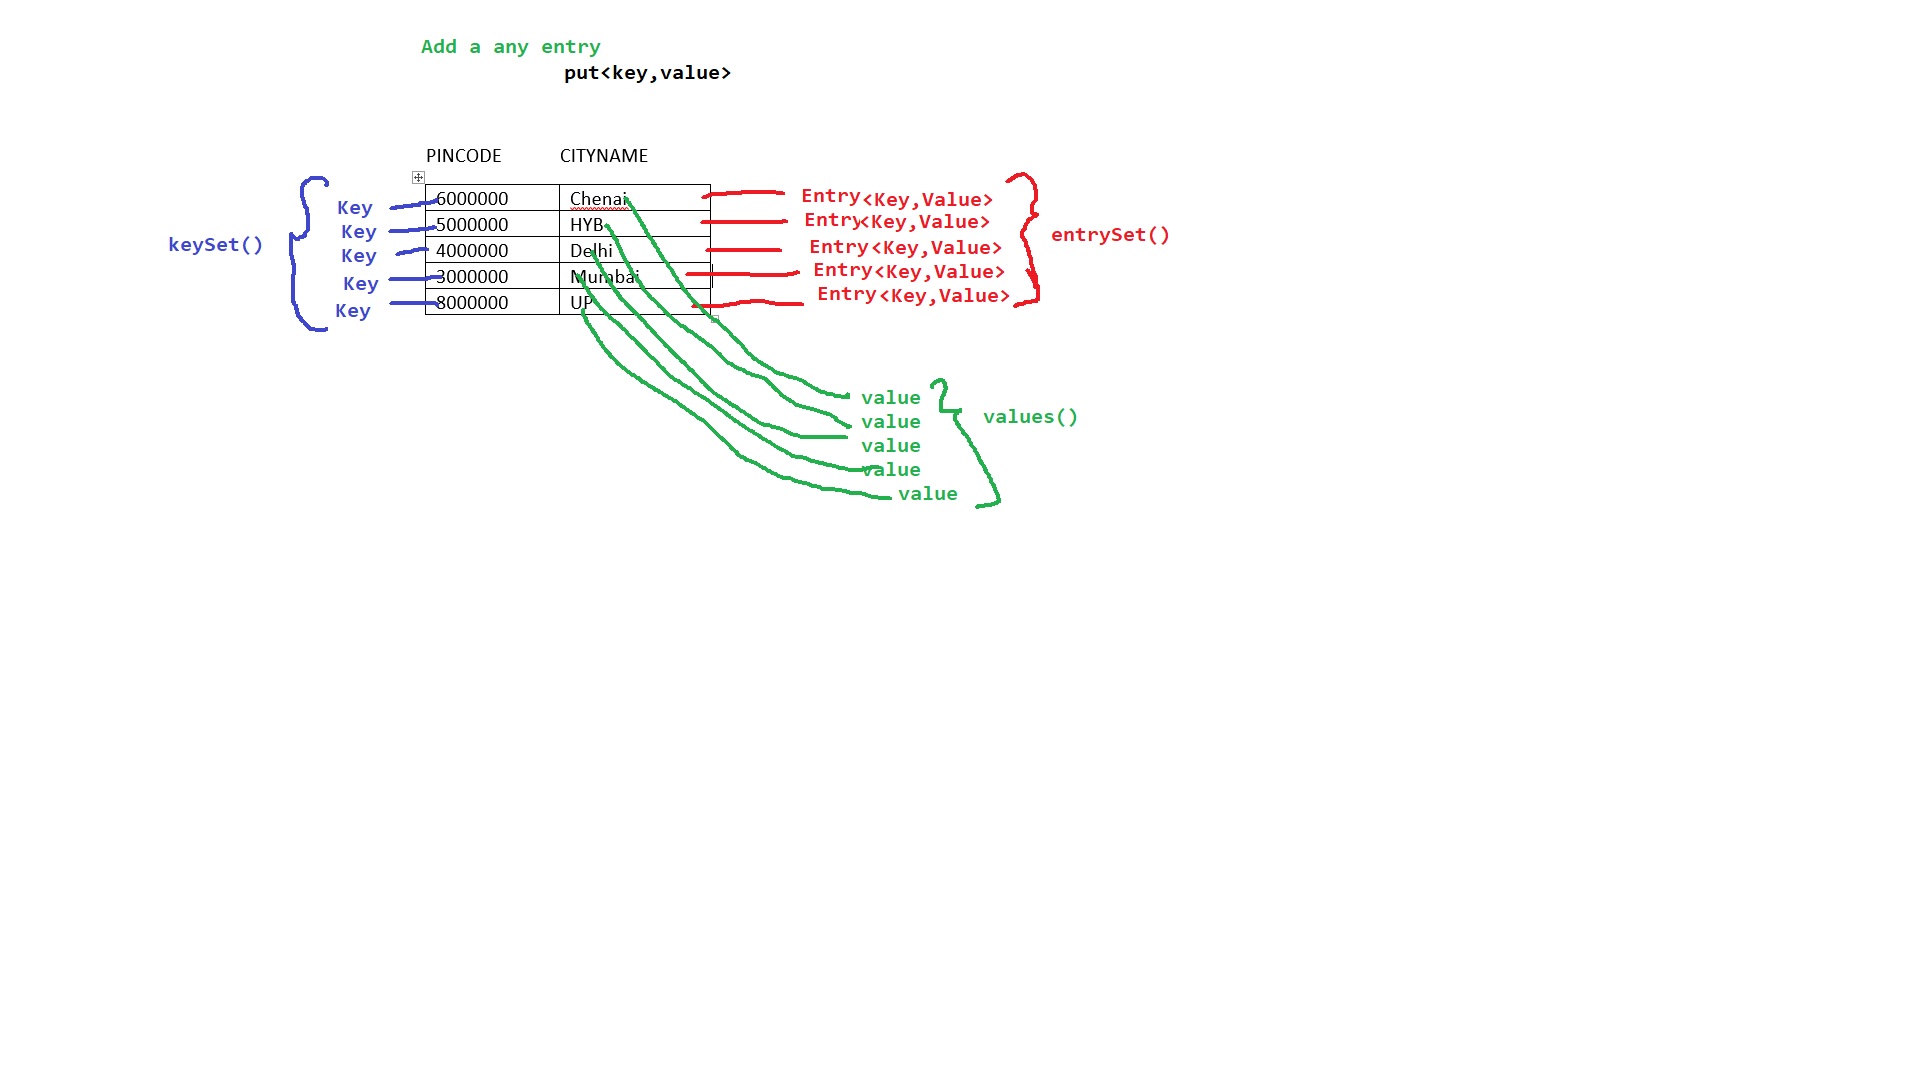 Add a any entry
put<key,value>
PINCODE CITYNAME
Key 6000000 Chenai Entry<Key,Value>
Key 5000000 HYB Entry<Key,Value>
keySet() entrySet()
Key 4000000 Delhi Entry<Key,Value>
Key 3000000 Mumbai Entry<Key,Value>
Key 8000000 UP Entry<Key,Value>
value
value values()
value
value
value